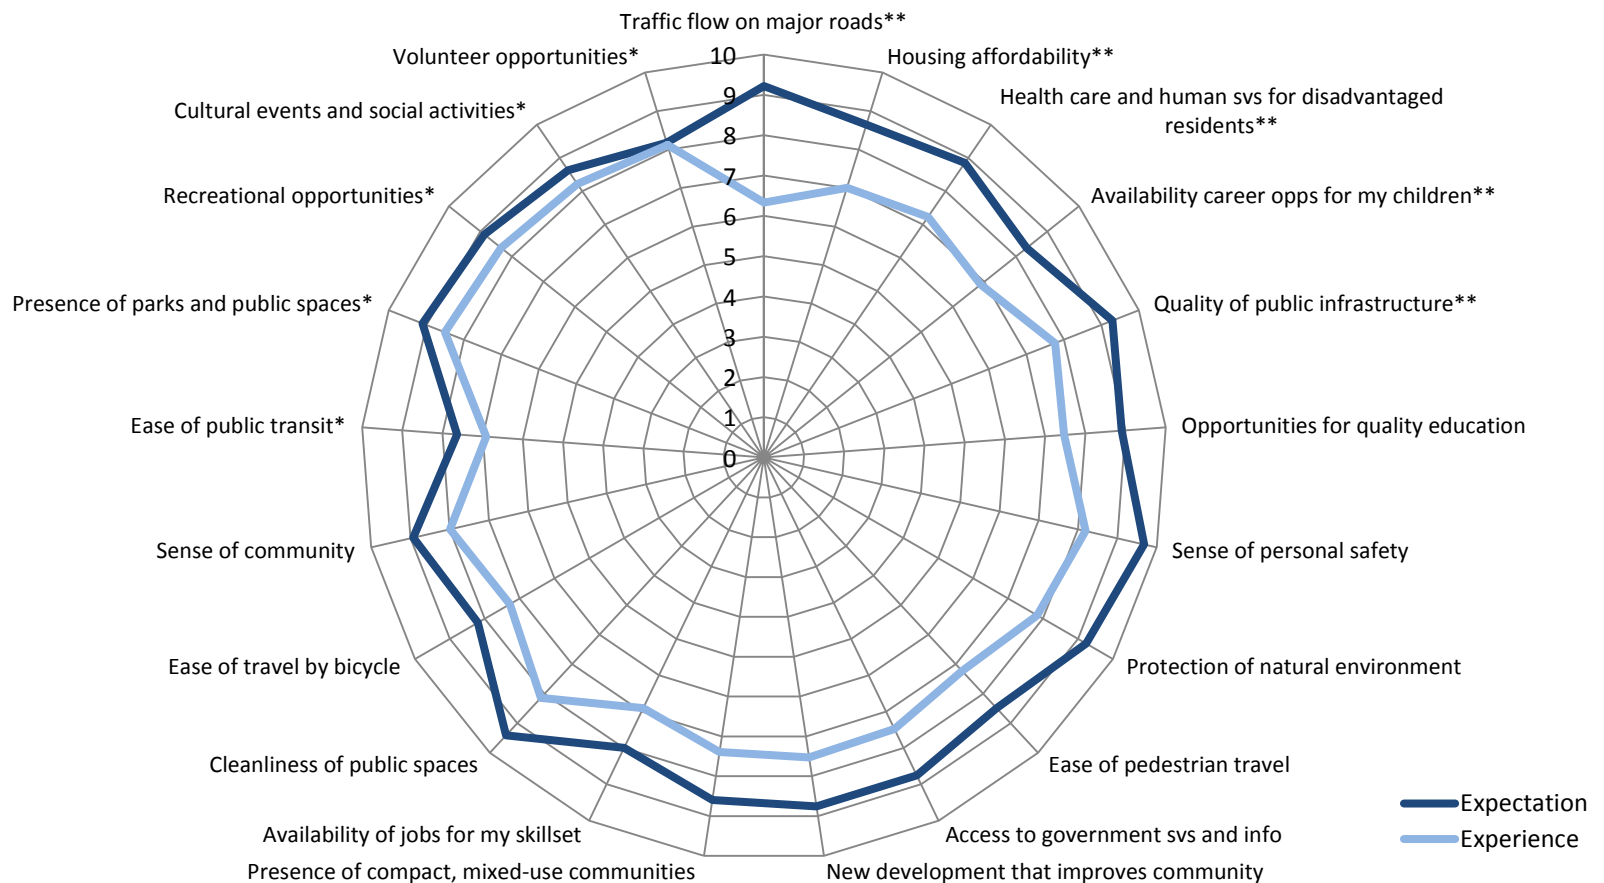 Traffic flow on major roads**
Housing affordability**
Health care and human svs for disadvantaged
residents**
Availability career opps for my children**
Quality of public infrastructure**
Opportunities for quality education
Sense of personal safety
Protection of natural environment
Ease of pedestrian travel
Access to government svs and info
New development that improves community
Presence of compact, mixed-use communities
Availability of jobs for my skillset
Cleanliness of public spaces
Ease of travel by bicycle
Sense of community
Ease of public transit*
Presence of parks and public spaces*
Recreational opportunities*
Cultural events and social activities*
Volunteer opportunities*
10
9
8
7
6
5
4
3
2
1
0
Expectation
Experience